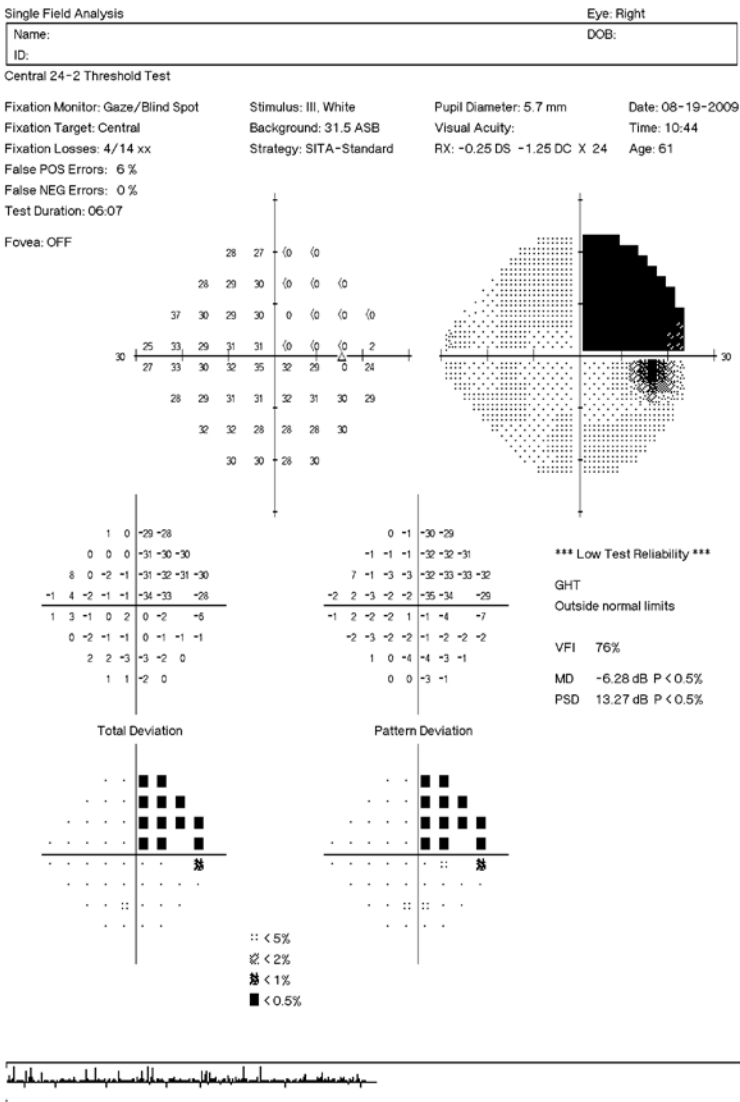 Single Field Analysis Eye: Right
Name: DOB:
ID:
Central 24-2 Threshold Test
Fixation Monitor: Gaze/Blind Spot Stimulus: III, White Pupil Diameter: 5.7 mm Date: 08-19-2009
Fixation Target: Central Background: 31.5 ASB Visual Acuity: Time: 10:44
Fixation Losses: 4/14 xx Strategy: SITA-Standard RX: -0.25 DS -1.25 DC X 24 Age: 61
False POS Errors: 6 %
False NEG Errors: 0 %
Test Duration: 06:07
Fovea: OFF
28 27 <0 <0
28 29 30 <0 <0 <0
37 30 29 30 0 <0 <0 <0
25 33 29 31 31 <0 <0 <0 2
30 30
27 33 30 32 35 32 29 0 24
28 29 31 31 32 31 30 29
32 32 28 28 28 30
30 30 28 30
1 0 -29 -28 0 -1 -30 -29
0 0 0 -31 -30 -30 -1 -1 -1 -32 -32 -31 *** Low Test Reliability ***
8 0 -2 -1 -31 -32 -31 -30 7 -1 -3 -3 -32 -33 -33 -32
-1 4 -2 -1 -1 -34 -33 -28 -2 2 -3 -2 -2 -35 -34 -29
GHT
Outside normal limits
1 3 -1 0 2 0 -2 -6 -1 2 -2 -2 1 -1 -4 -7
0 -2 -1 -1 0 -1 -1 -1 -2 -3 -2 -2 -1 -2 -2 -2
VFI 76%
2 2 -3 -3 -2 0 1 0 -4 -4 -3 -1
1 1 -2 0 0 0 -3 -1
MD -6.28 dB P < 0.5%
PSD 13.27 dB P < 0.5%
Total Deviation Pattern Deviation
< 5%
< 2%
< 1%
< 0.5%